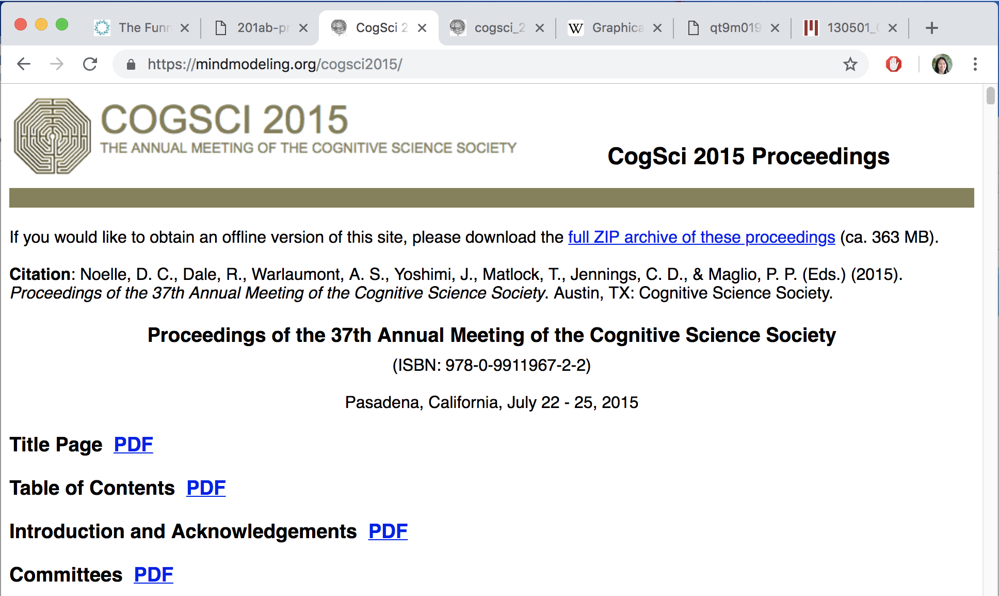 The Funn
201ab-pr
CogSci 2
cogsci_2
Graphica
qt9m019
130501_
https://mindmodeling.org/cogsci2015/
COGSCI 2015
THE ANNUAL MEETING OF THE COGNITIVE SCIENCE SOCIETY
CogSci 2015 Proceedings
If you would like to obtain an offline version of this site, please download the full ZIP archive of these proceedings (ca. 363 MB).
Citation: Noelle, D. C., Dale, R., Warlaumont, A. S., Yoshimi, J., Matlock, T., Jennings, C. D., & Maglio, P. P. (Eds.) (2015).
Proceedings of the 37th Annual Meeting of the Cognitive Science Society. Austin, TX: Cognitive Science Society.
Proceedings of the 37th Annual Meeting of the Cognitive Science Society
(ISBN: 978-0-9911967-2-2)
Pasadena, California, July 22 - 25, 2015
Title Page PDF
Table of Contents PDF
Introduction and Acknowledgements PDF
Committees PDF